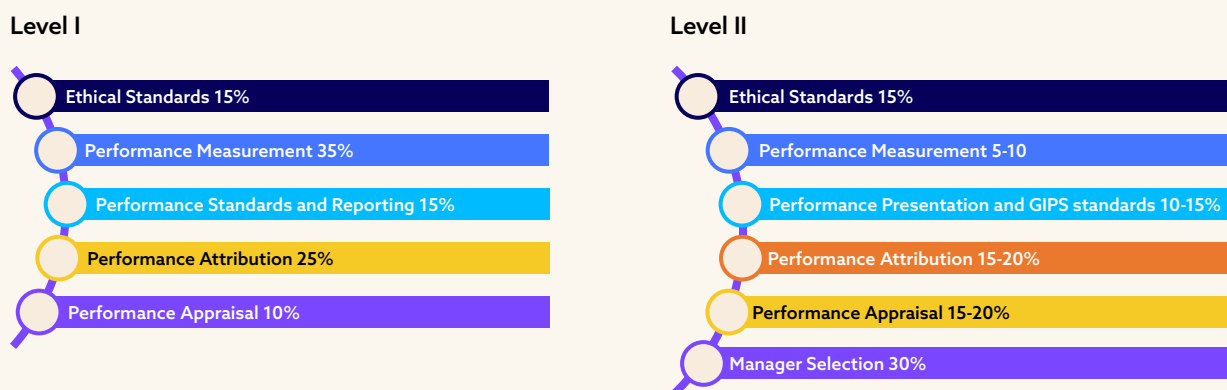 Level I
Ethical Standards 15%
Performance Measurement 35%
Performance Standards and Reporting 15%
Performance Attribution 25%
Performance Appraisal 10%
Level II
Ethical Standards 15%
Performance Measurement 5-10
Performance Presentation and GIPS standards 10-15%
Performance Attribution 15-20%
Performance Appraisal 15-20%
Manager Selection 30%